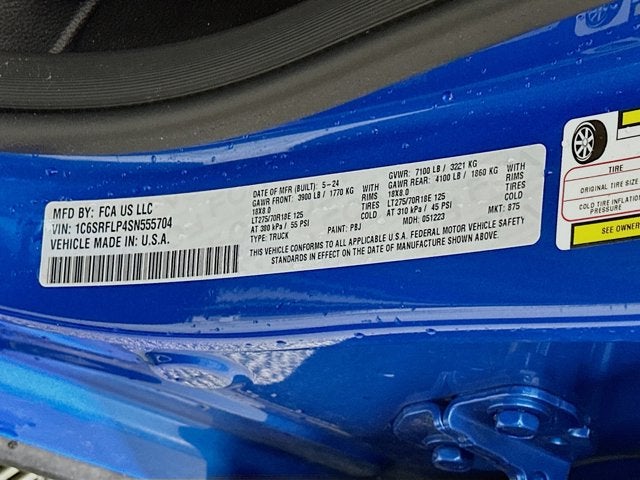 MFD BY: FCA US LLC
VIN: 1C6SRFLP4SN555704
VEHICLE MADE IN: U.S.A.
DATE OF MFR (BUILT): 5-24
GAWR FRONT: 3900 LB / 1770 KG WITH
18X8.0 RIMS
LT275/70R18E 125 TIRES
AT 380 kPa / 55 PSI COLD
TYPE: TRUCK PAINT: PBJ
GVWR: 7100 LB / 3221 KG
GAWR REAR: 4100 LB / 1860 KG WITH
18X8.0 RIMS
LT275/70R18E 125 TIRES
AT 310 kPa / 45 PSI COLD
MDH: 051223 MKT: 875
THIS VEHICLE CONFORMS TO ALL APPLICABLE U.S.A. FEDERAL MOTOR VEHICLE SAFETY
STANDARDS IN EFFECT ON THE DATE OF MANUFACTURE SHOWN ABOVE.
TIRE
ORIGINAL TIRE SIZE
COLD TIRE INFLATION
PRESSURE
SEE OWNER